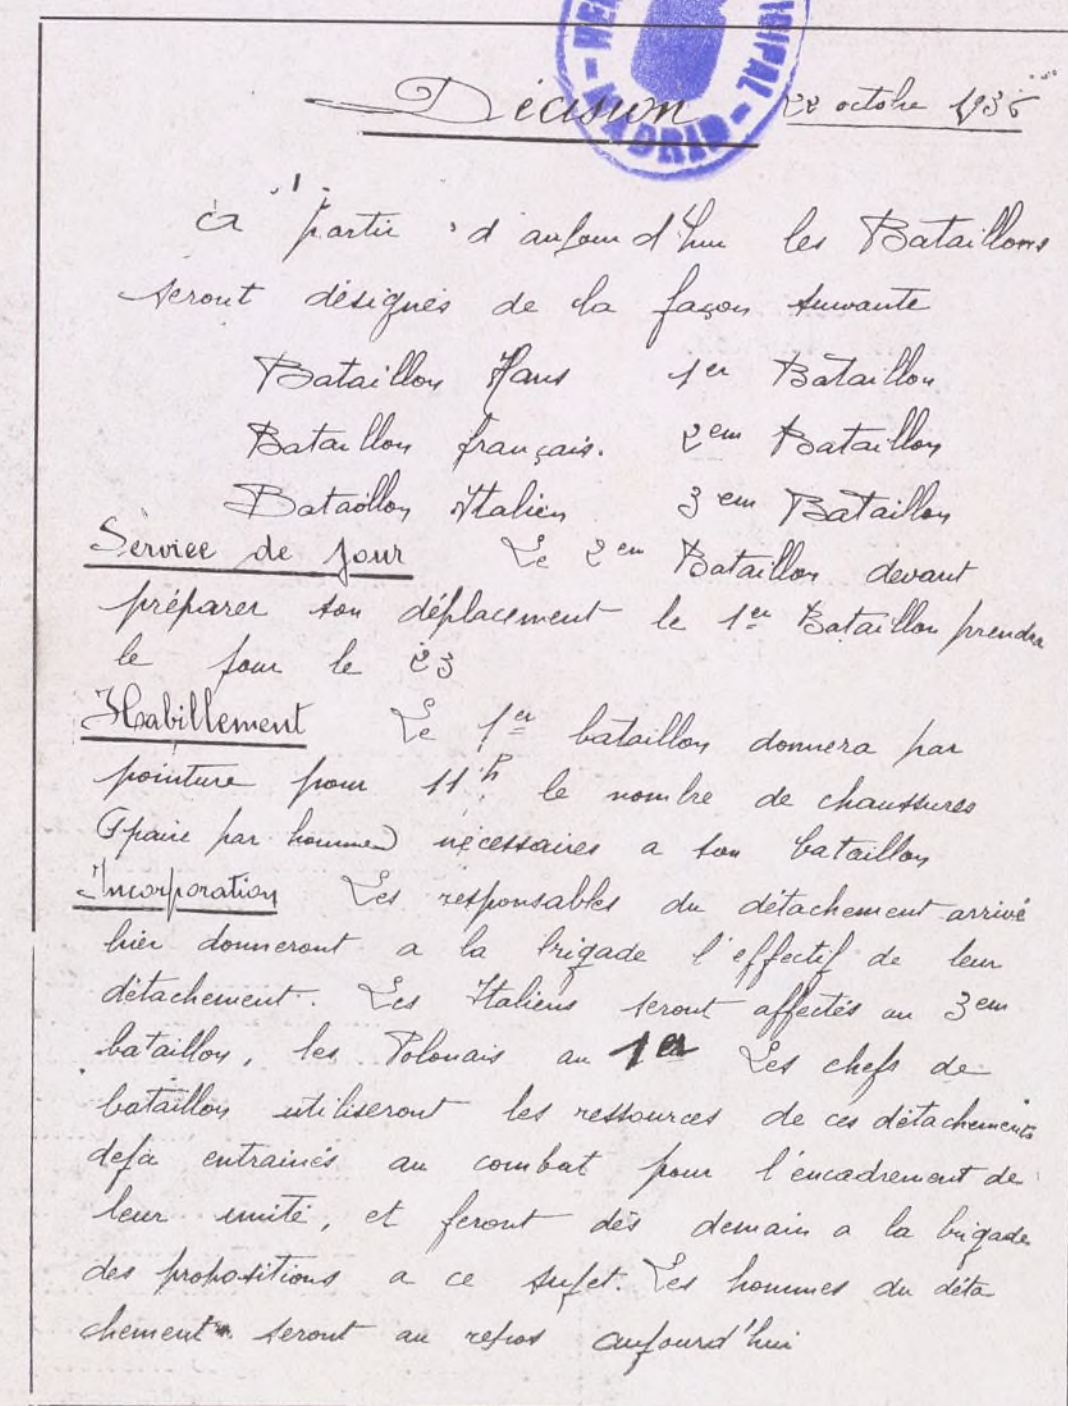 Décision 22 octobre 1936
a partir d'aujourd'hui les Bataillons
seront désignés de la façon suivante
Bataillon Hans 1er Bataillon
Bataillon français. 2em Bataillon
Bataillon Italien 3em Bataillon
Service de jour Le 2em Bataillon devant
préparer son déplacement le 1er Bataillon prendra
le jour le 23
Habillement Le 1er bataillon donnera par
pointure pour 11h le nombre de chaussures
(1 paire par homme) nécessaires a son bataillon
Incorporation Les responsables du détachement arrivé
hier donneront a la brigade l'effectif de leur
détachement. Les Italiens seront affectés au 3em
bataillon, les Polonais au 1er Les chefs de
bataillon utiliseront les ressources de ces détachements
dejà entrainés au combat pour l'encadrement de
leur unité, et feront dès demain a la brigade
des propositions a ce sujet. Les hommes du déta
chement seront au repos aujourd'hui
MADRID